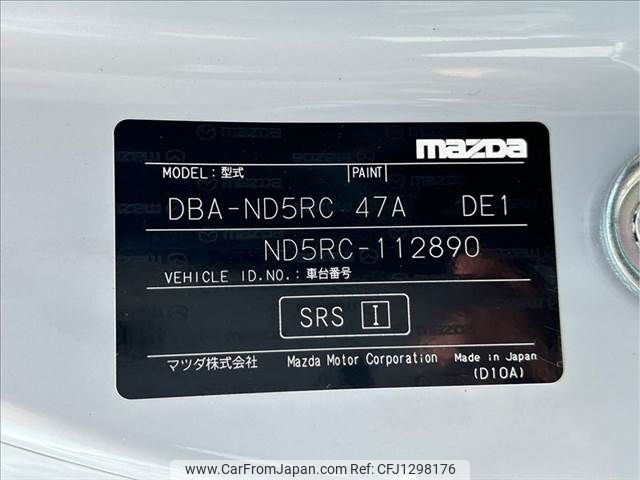 mazda
MODEL:型式 PAINT
DBA-ND5RC 47A DE1
ND5RC-112890
VEHICLE ID.NO.:車台番号
SRS I
マツダ株式会社 Mazda Motor Corporation Made in Japan
(D10A)
www.CarFromJapan.com | Ref. No: CFJ1298176